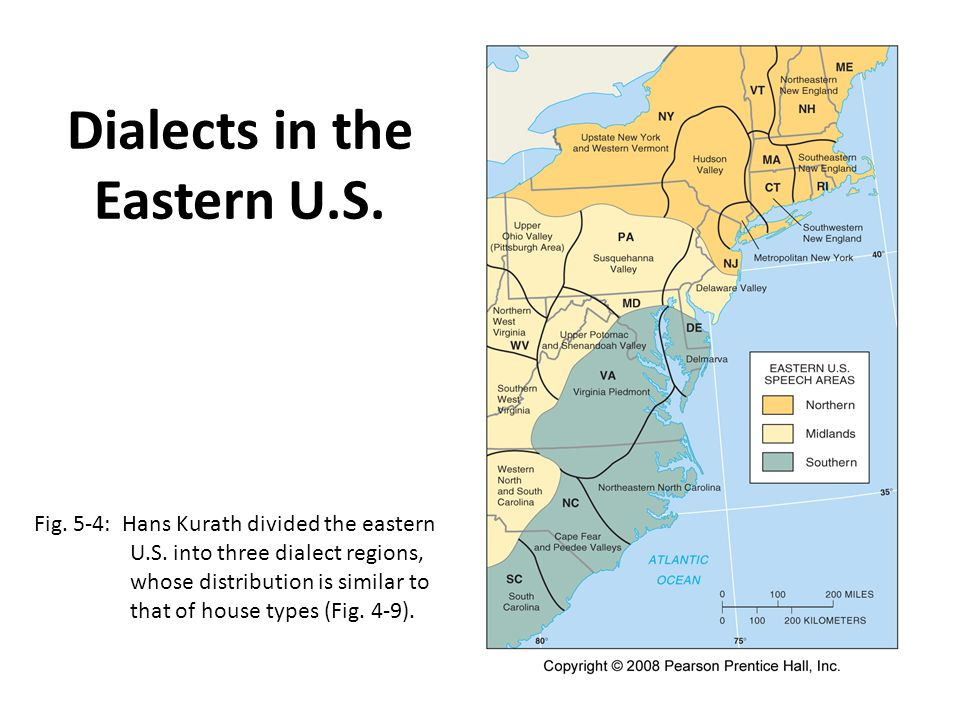 Dialects in the
Eastern U.S.
Fig. 5-4: Hans Kurath divided the eastern
U.S. into three dialect regions,
whose distribution is similar to
that of house types (Fig. 4-9).
ME
Northeastern
New England
VT
NH
NY
Upstate New York
and Western Vermont
Hudson
Valley
MA
Southeastern
New England
CT
RI
Southwestern
New England
Metropolitan New York
40°
Upper
Ohio Valley
(Pittsburgh Area)
PA
Susquehanna
Valley
NJ
Delaware Valley
MD
Northern
West
Virginia
WV
Upper Potomac
and Shenandoah Valley
DE
Delmarva
VA
Virginia Piedmont
Southern
West
Virginia
EASTERN U.S.
SPEECH AREAS
Northern
Midlands
Southern
Western
North
and South
Carolina
Northeastern North Carolina
35°
NC
Cape Fear
and Peedee Valleys
SC
South
Carolina
ATLANTIC
OCEAN
0 100 200 MILES
0 100 200 KILOMETERS
80°
75°
Copyright © 2008 Pearson Prentice Hall, Inc.